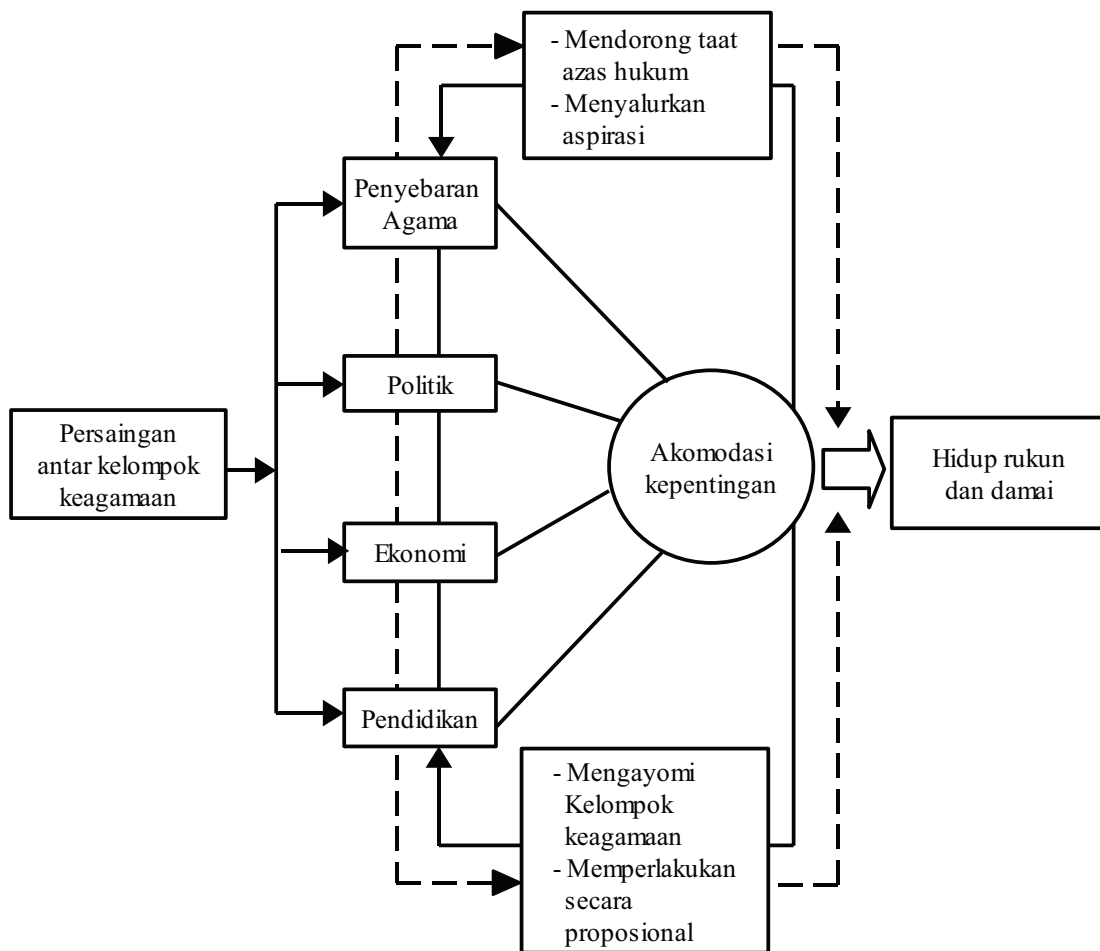 - Mendorong taat
azas hukum
- Menyalurkan
aspirasi
Penyebaran
Agama
Politik
Persaingan
antar kelompok
keagamaan
Akomodasi
kepentingan
Hidup rukun
dan damai
Ekonomi
Pendidikan
- Mengayomi
Kelompok
keagamaan
- Memperlakukan
secara
proposional